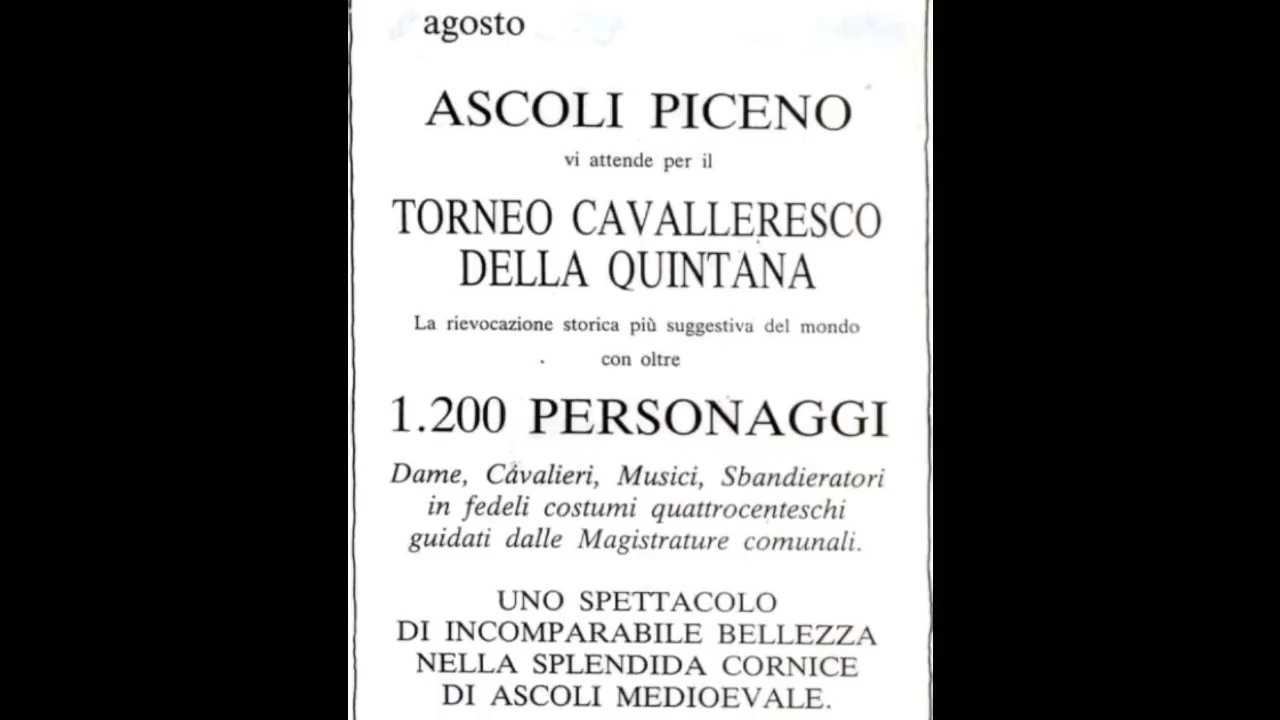 agosto
ASCOLI PICENO
vi attende per il
TORNEO CAVALLERESCO
DELLA QUINTANA
La rievocazione storica più suggestiva del mondo
con oltre
1.200 PERSONAGGI
Dame, Cavalieri, Musici, Sbandieratori
in fedeli costumi quattrocenteschi
guidati dalle Magistrature comunali.
UNO SPETTACOLO
DI INCOMPARABILE BELLEZZA
NELLA SPLENDIDA CORNICE
DI ASCOLI MEDIOEVALE.